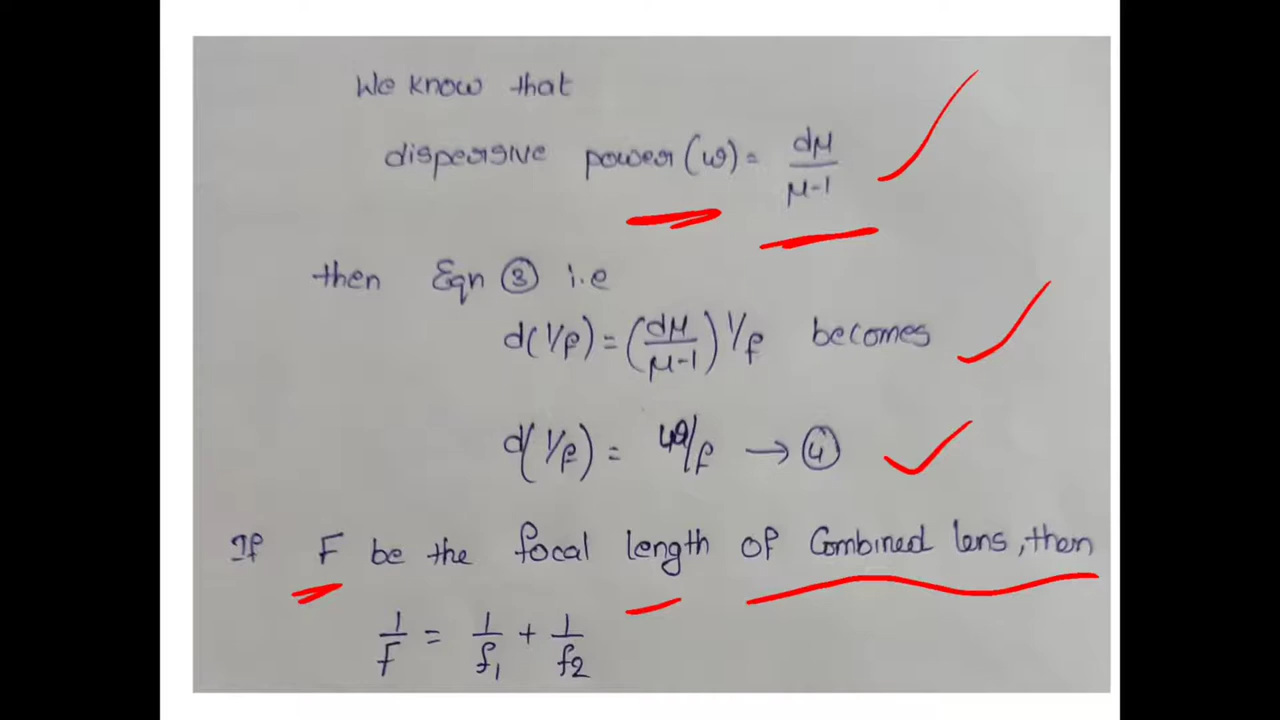 We know that
dispersive power (ω) = dμ/μ-1
then Eqn ③ i.e
d(1/f) = (dμ/μ-1) 1/f becomes
d(1/f) = ω/f → ④
If F be the focal length of Combined lens, then
1/F = 1/f₁ + 1/f₂